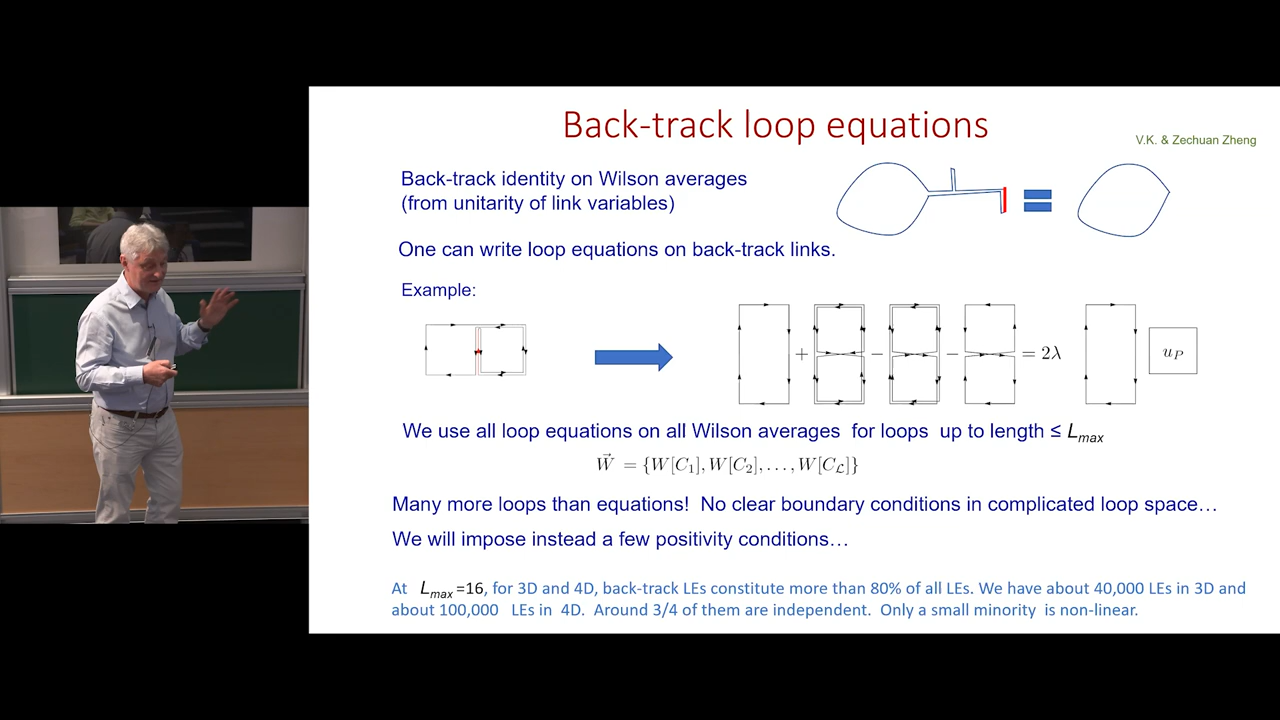 Back-track loop equations
V.K. & Zechuan Zheng
Back-track identity on Wilson averages
(from unitarity of link variables)
One can write loop equations on back-track links.
Example:
+ − − = 2λ u_P
We use all loop equations on all Wilson averages for loops up to length ≤ L_max
W⃗ = {W[C_1], W[C_2], . . . , W[C_ℒ]}
Many more loops than equations! No clear boundary conditions in complicated loop space…
We will impose instead a few positivity conditions…
At L_max =16, for 3D and 4D, back-track LEs constitute more than 80% of all LEs. We have about 40,000 LEs in 3D and
about 100,000 LEs in 4D. Around 3/4 of them are independent. Only a small minority is non-linear.